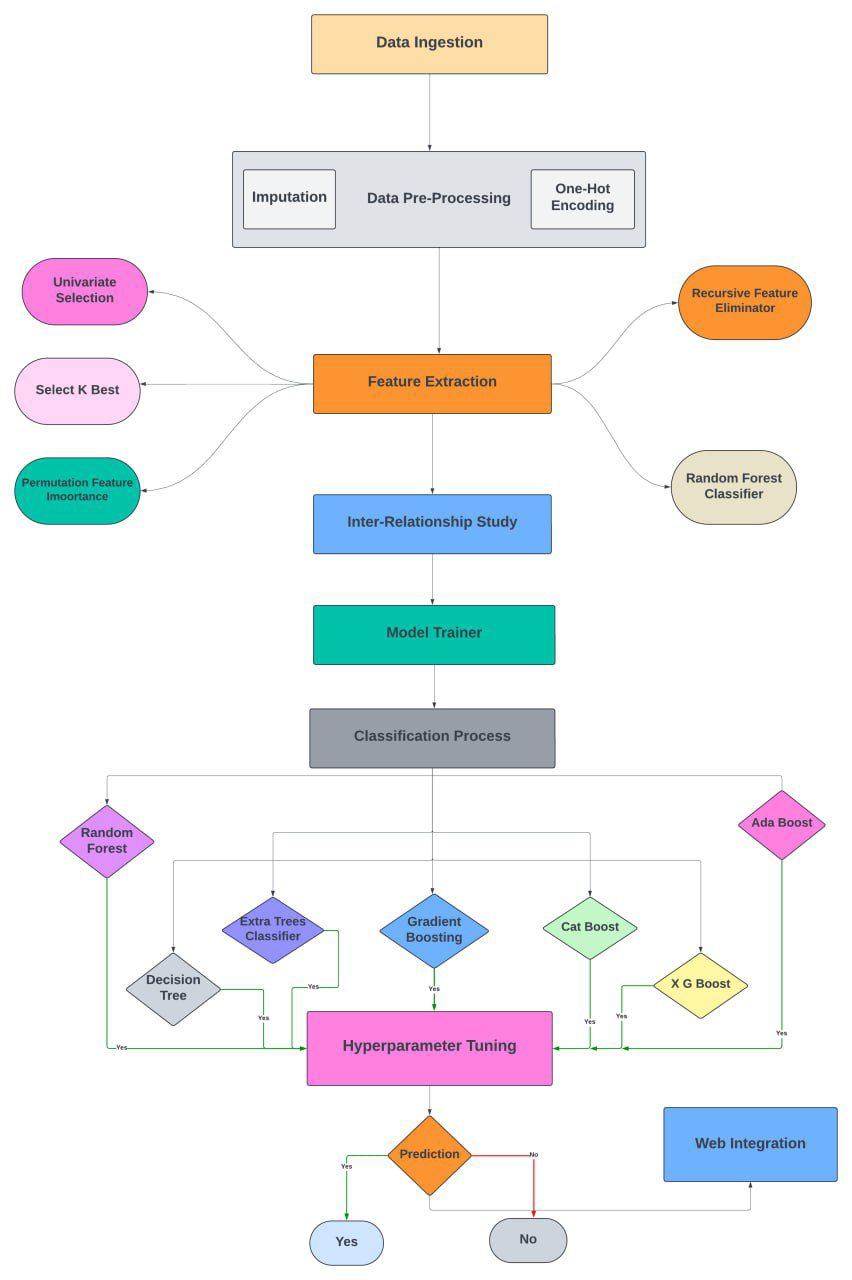 Data Ingestion
Imputation
Data Pre-Processing
One-Hot
Encoding
Univariate
Selection
Recursive Feature
Eliminator
Select K Best
Feature Extraction
Permutation Feature
Imoortance
Random Forest
Classifier
Inter-Relationship Study
Model Trainer
Classification Process
Random
Forest
Ada Boost
Extra Trees
Classifier
Gradient
Boosting
Cat Boost
Decision
Tree
X G Boost
Yes
Yes
Yes
Yes
Yes
Yes
Yes
Hyperparameter Tuning
Prediction
Web Integration
Yes
No
Yes
No